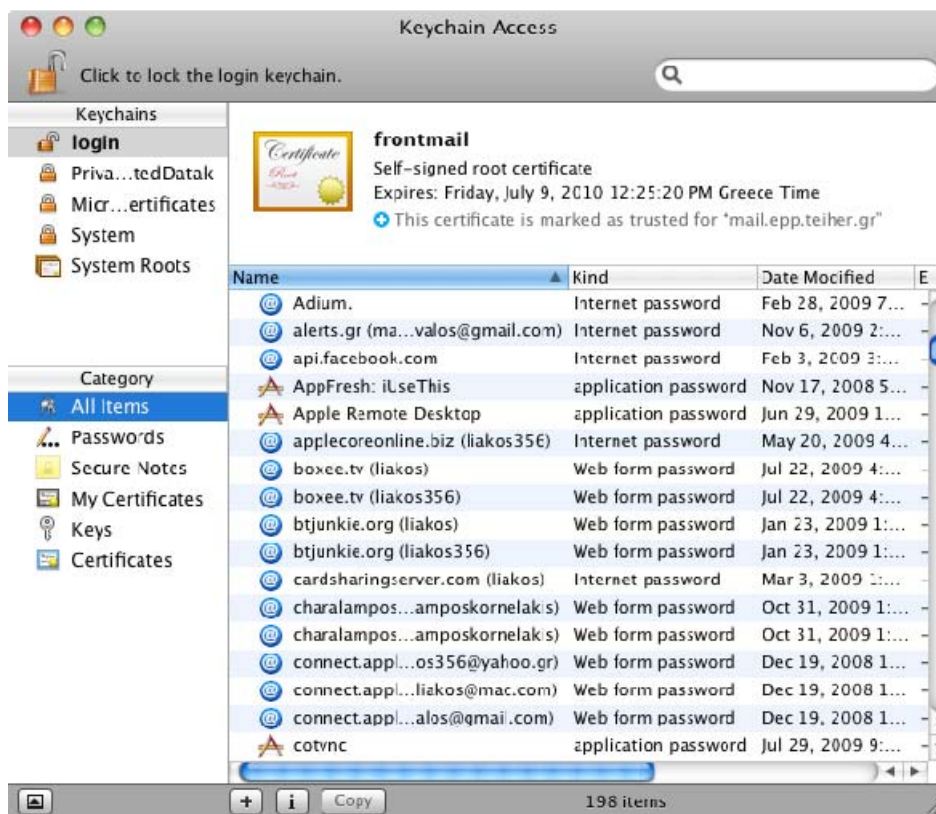 Keychain Access
Click to lock the login keychain.
Keychains
login
Priva...tedDatak
Micr...ertificates
System
System Roots
Category
All Items
Passwords
Secure Notes
My Certificates
Keys
Certificates
Certificate
Root
frontmail
Self-signed root certificate
Expires: Friday, July 9, 2010 12:25:20 PM Greece Time
This certificate is marked as trusted for "mail.epp.teiher.gr"
Name Kind Date Modified E
Adium. Internet password Feb 28, 2009 7... -
alerts.gr (ma...valos@gmail.com) Internet password Nov 6, 2009 2:... -
api.facebook.com Internet password Feb 3, 2009 3:... -
AppFresh: iUseThis application password Nov 17, 2008 5... -
Apple Remote Desktop application password Jun 29, 2009 1... -
applecoreonline.biz (liakos356) Internet password May 20, 2009 4... -
boxee.tv (liakos) Web form password Jul 22, 2009 4:... -
boxee.tv (liakos356) Web form password Jul 22, 2009 4:... -
btjunkie.org (liakos) Web form password Jan 23, 2009 1:... -
btjunkie.org (liakos356) Web form password Jan 23, 2009 1:... -
cardsharingserver.com (liakos) Internet password Mar 3, 2009 1:... -
charalampos...amposkornelakis) Web form password Oct 31, 2009 1:... -
charalampos...amposkornelakis) Web form password Oct 31, 2009 1:... -
connect.appl...os356@yahoo.gr) Web form password Dec 19, 2008 1... -
connect.appl...liakos@mac.com) Web form password Dec 19, 2008 1... -
connect.appl...alos@gmail.com) Web form password Dec 19, 2008 1... -
cotvnc application password Jul 29, 2009 9:... -
+ i Copy 198 items